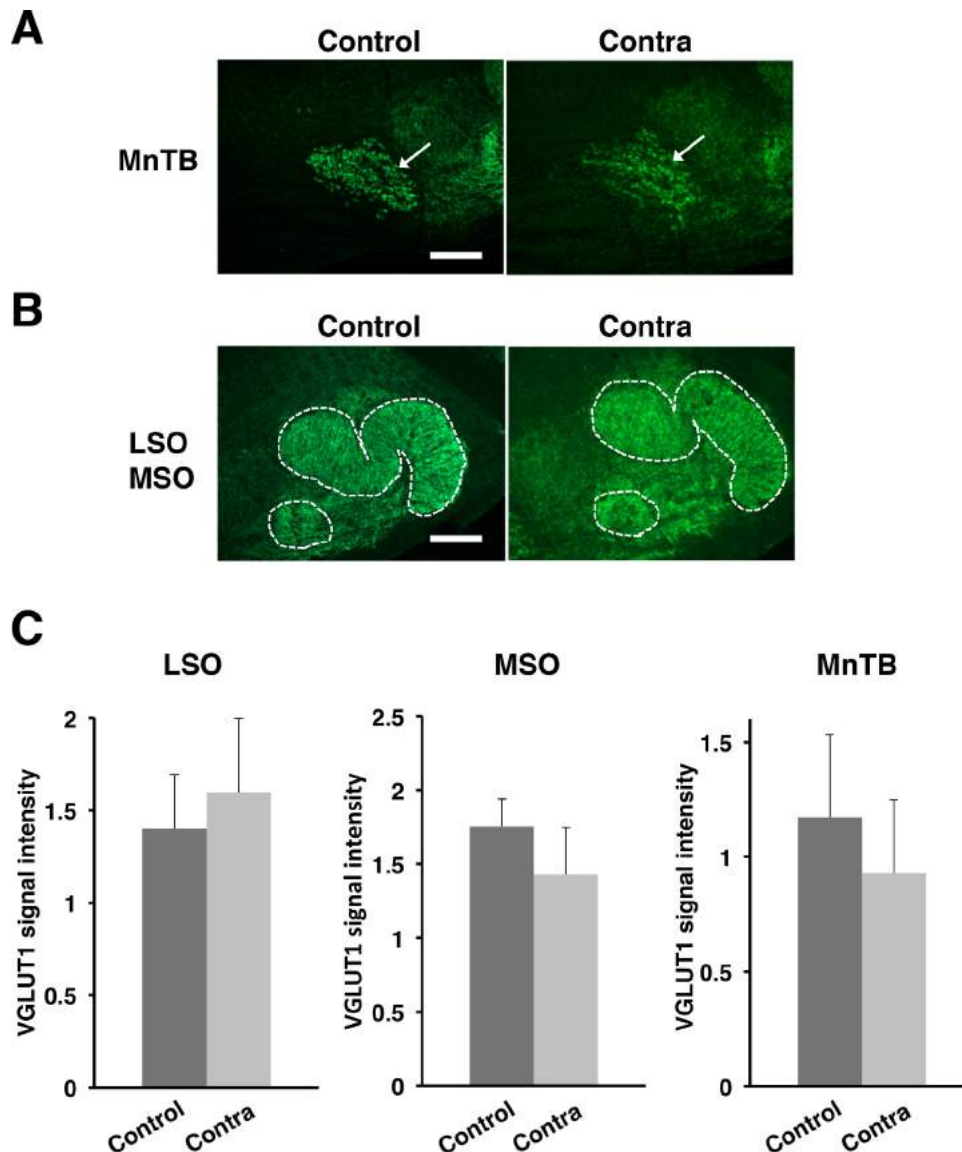 A
Control Contra
MnTB
B
Control Contra
LSO
MSO
C
LSO
VGLUT1 signal intensity
2
1.5
1
0.5
0
Control Contra
MSO
VGLUT1 signal intensity
2.5
2
1.5
1
0.5
0
Control Contra
MnTB
VGLUT1 signal intensity
1.5
1
0.5
0
Control Contra